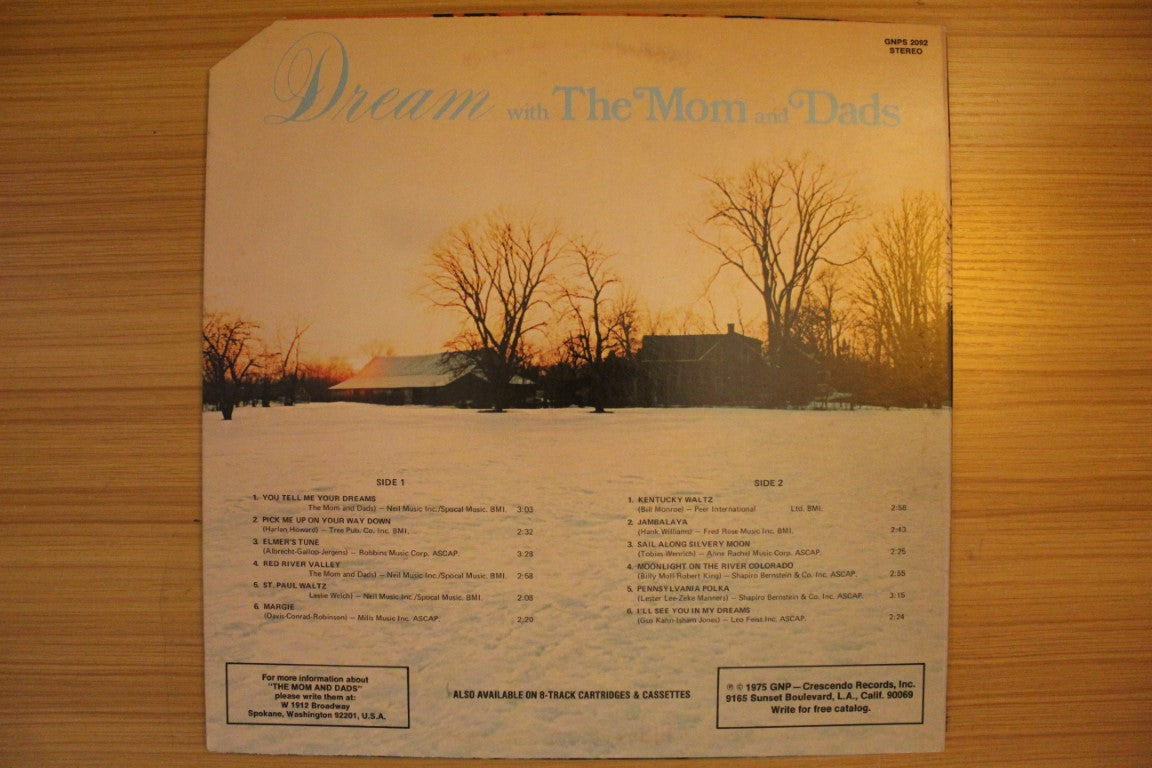 GNPS 2092
STEREO
Dream with The Mom and Dads
SIDE 1
1. YOU TELL ME YOUR DREAMS
The Mom and Dads) — Neil Music Inc./Spocal Music. BMI. 3:03
2. PICK ME UP ON YOUR WAY DOWN
(Harlan Howard) — Tree Pub. Co. Inc. BMI. 2:32
3. ELMER'S TUNE
(Albrecht-Gallop-Jergens) — Robbins Music Corp. ASCAP. 3:28
4. RED RIVER VALLEY
The Mom and Dads) — Neil Music Inc./Spocal Music. BMI. 2:58
5. ST. PAUL WALTZ
Leslie Welch) — Neil Music Inc./Spocal Music. BMI. 2:08
6. MARGIE
(Davis-Conrad-Robinson) — Mills Music Inc. ASCAP. 2:20
SIDE 2
1. KENTUCKY WALTZ
(Bill Monroe) — Peer International Ltd. BMI. 2:58
2. JAMBALAYA
(Hank Williams) — Fred Rose Music Inc. BMI. 2:43
3. SAIL ALONG SILVERY MOON
(Tobias-Wenrich) — Anne Rachel Music Corp. ASCAP. 2:25
4. MOONLIGHT ON THE RIVER COLORADO
(Billy Moll-Robert King) — Shapiro Bernstein & Co. Inc. ASCAP. 2:55
5. PENNSYLVANIA POLKA
(Lester Lee-Zeke Manners) — Shapiro Bernstein & Co. Inc. ASCAP. 3:15
6. I'LL SEE YOU IN MY DREAMS
(Gus Kahn-Isham Jones) — Leo Feist Inc. ASCAP. 2:24
For more information about
"THE MOM AND DADS"
please write them at:
W 1912 Broadway
Spokane, Washington 92201, U.S.A.
ALSO AVAILABLE ON 8-TRACK CARTRIDGES & CASSETTES
℗ © 1975 GNP — Crescendo Records, Inc.
9165 Sunset Boulevard, L.A., Calif. 90069
Write for free catalog.